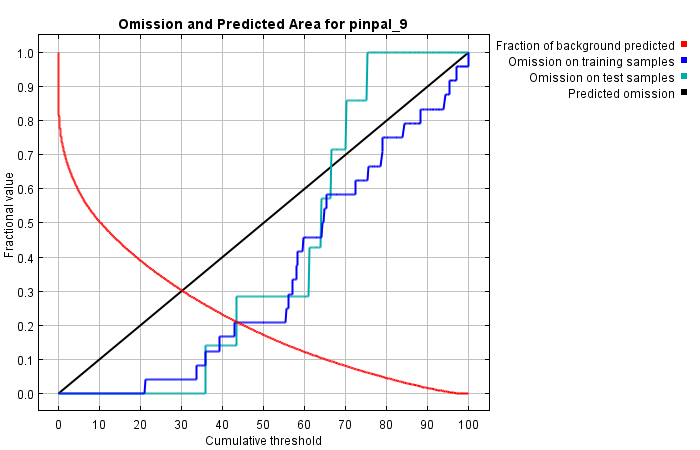 Omission and Predicted Area for pinpal_9
Fraction of background predicted
Omission on training samples
Omission on test samples
Predicted omission
Fractional value
1.0
0.9
0.8
0.7
0.6
0.5
0.4
0.3
0.2
0.1
0.0
0 10 20 30 40 50 60 70 80 90 100
Cumulative threshold